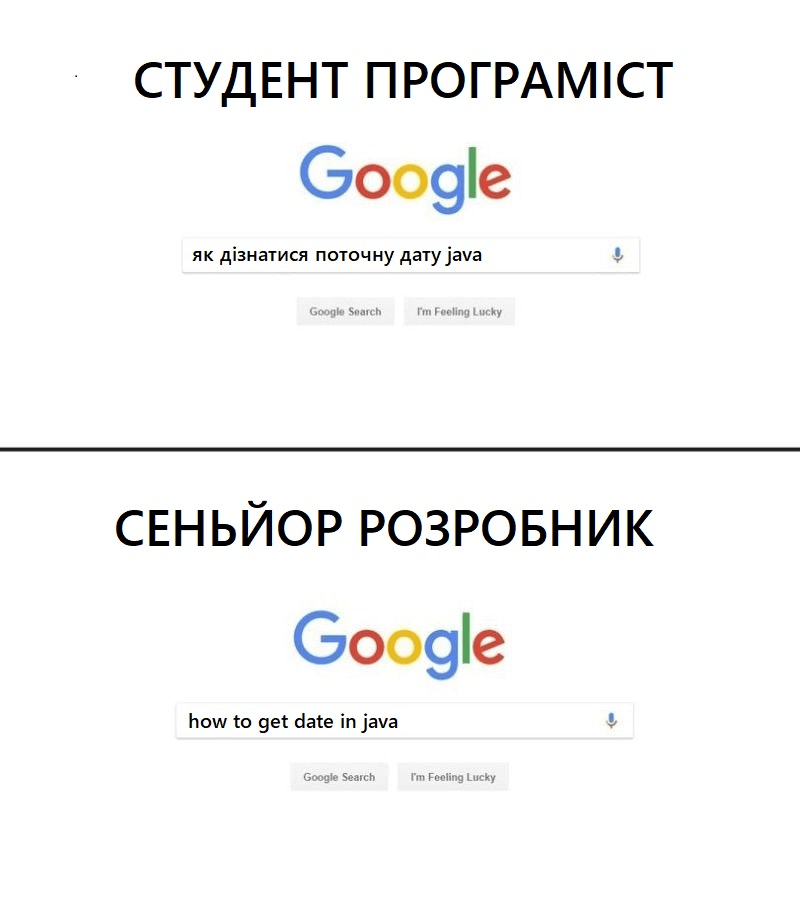 СТУДЕНТ ПРОГРАМІСТ
Google
як дізнатися поточну дату java
Google Search I'm Feeling Lucky
СЕНЬЙОР РОЗРОБНИК
Google
how to get date in java
Google Search I'm Feeling Lucky